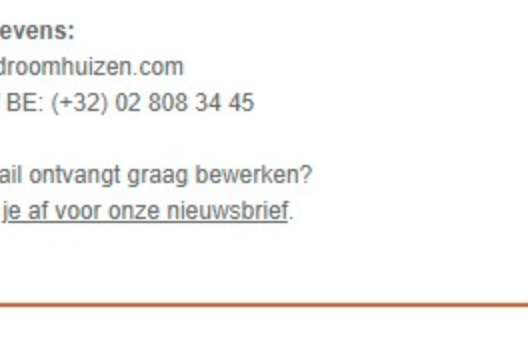 evens:
droomhuizen.com
BE: (+32) 02 808 34 45
ail ontvangt graag bewerken?
je af voor onze nieuwsbrief.